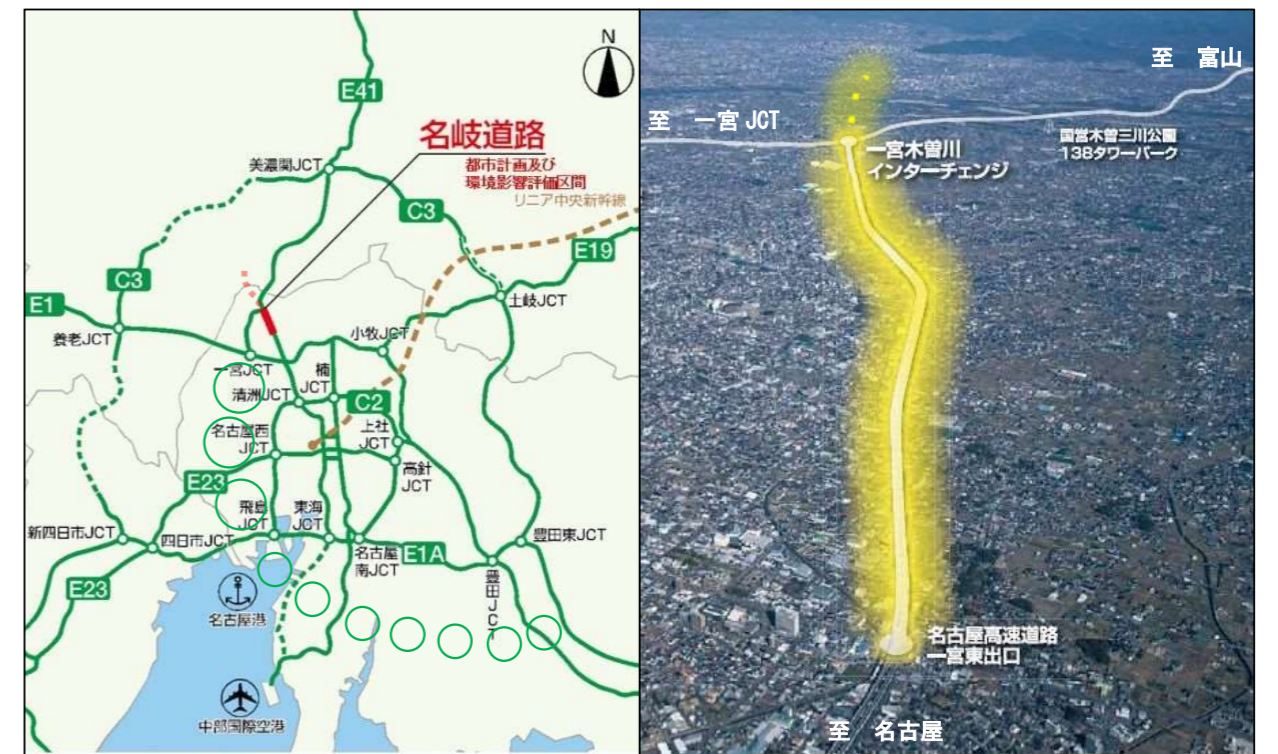 N
E41
名岐道路
都市計画及び
環境影響評価区間
リニア中央新幹線
美濃関JCT
C3
E19
C3
E1
土岐JCT
養老JCT
小牧JCT
一宮JCT
楠
JCT
清洲JCT
C2
名古屋西
JCT
上社
JCT
高針
JCT
E23
飛島
JCT
東海
JCT
新四日市JCT
四日市JCT
名古屋
南JCT
E1A
豊田東JCT
豊田JCT
E23
名古屋港
中部国際空港
至 富山
至 一宮JCT
国営木曽三川公園
138タワーパーク
一宮木曽川
インターチェンジ
名古屋高速道路
一宮東出口
至 名古屋